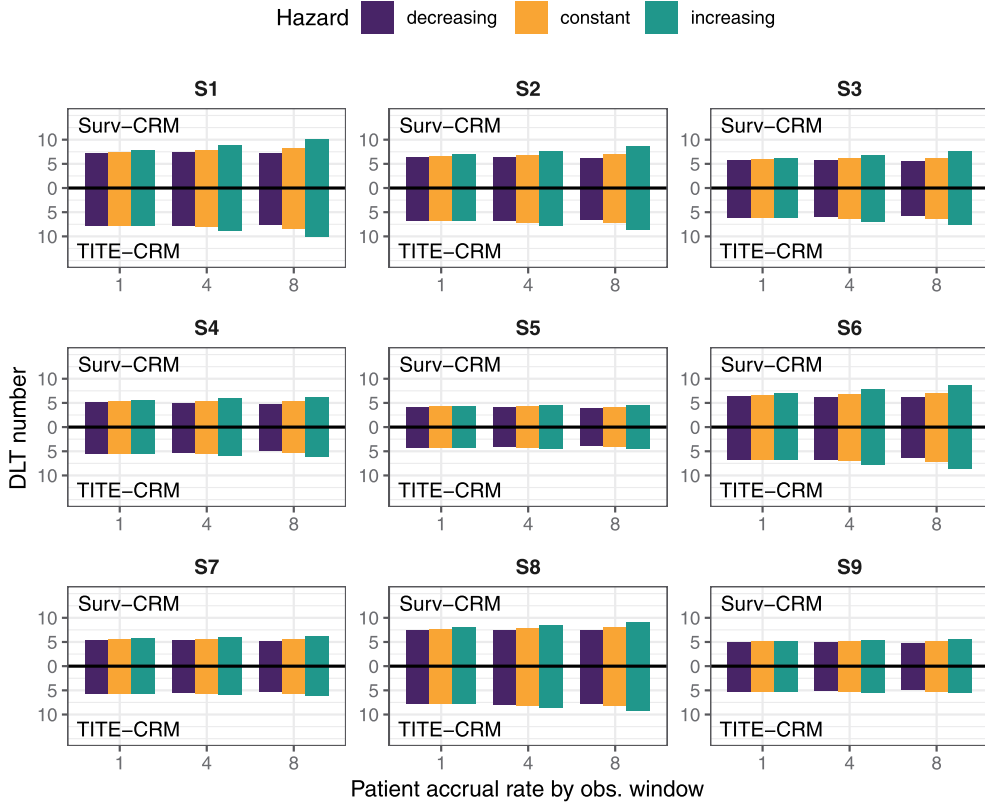 Hazard decreasing constant increasing
S1 S2 S3
Surv−CRM Surv−CRM Surv−CRM
10 10 10
5 5 5
0 0 0
5 5 5
10 10 10
TITE−CRM TITE−CRM TITE−CRM
1 4 8 1 4 8 1 4 8
S4 S5 S6
Surv−CRM Surv−CRM Surv−CRM
10 10 10
5 5 5
0 0 0
5 5 5
10 10 10
TITE−CRM TITE−CRM TITE−CRM
1 4 8 1 4 8 1 4 8
DLT number
S7 S8 S9
Surv−CRM Surv−CRM Surv−CRM
10 10 10
5 5 5
0 0 0
5 5 5
10 10 10
TITE−CRM TITE−CRM TITE−CRM
1 4 8 1 4 8 1 4 8
Patient accrual rate by obs. window